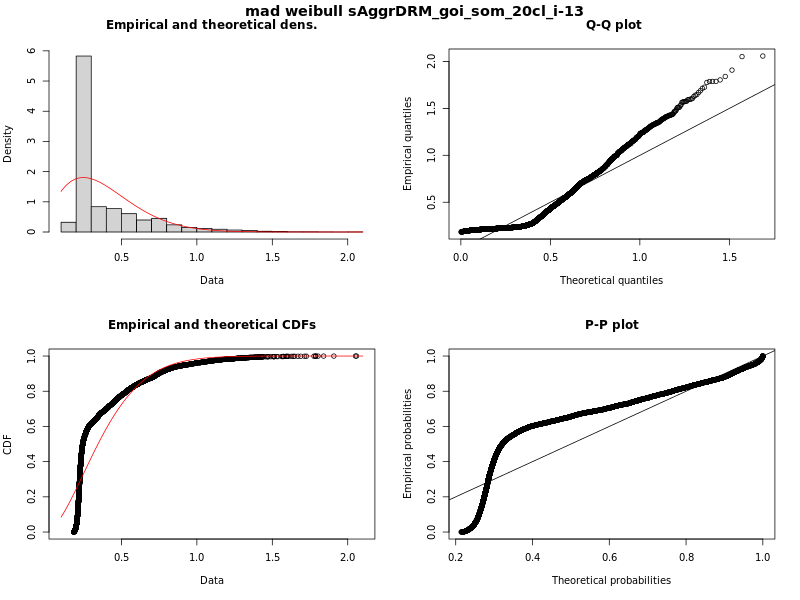 mad weibull sAggrDRM_goi_som_20cl_i-13
Empirical and theoretical dens.
Density
0 1 2 3 4 5 6
0.5 1.0 1.5 2.0
Data
Q-Q plot
Empirical quantiles
0.5 1.0 1.5 2.0
0.0 0.5 1.0 1.5
Theoretical quantiles
Empirical and theoretical CDFs
CDF
0.0 0.2 0.4 0.6 0.8 1.0
0.5 1.0 1.5 2.0
Data
P-P plot
Empirical probabilities
0.0 0.2 0.4 0.6 0.8 1.0
0.2 0.4 0.6 0.8 1.0
Theoretical probabilities